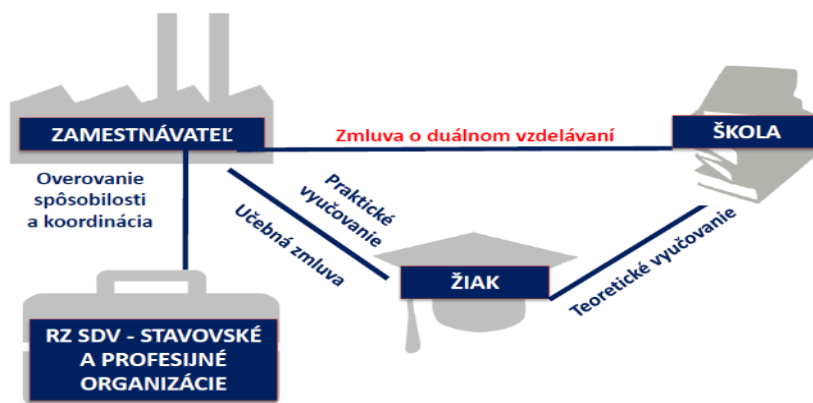 ZAMESTNÁVATEĽ
Zmluva o duálnom vzdelávaní
ŠKOLA
Overovanie
spôsobilosti
a koordinácia
Praktické
vyučovanie
Učebná zmluva
ŽIAK
Teoretické vyučovanie
RZ SDV - STAVOVSKÉ
A PROFESIJNÉ
ORGANIZÁCIE